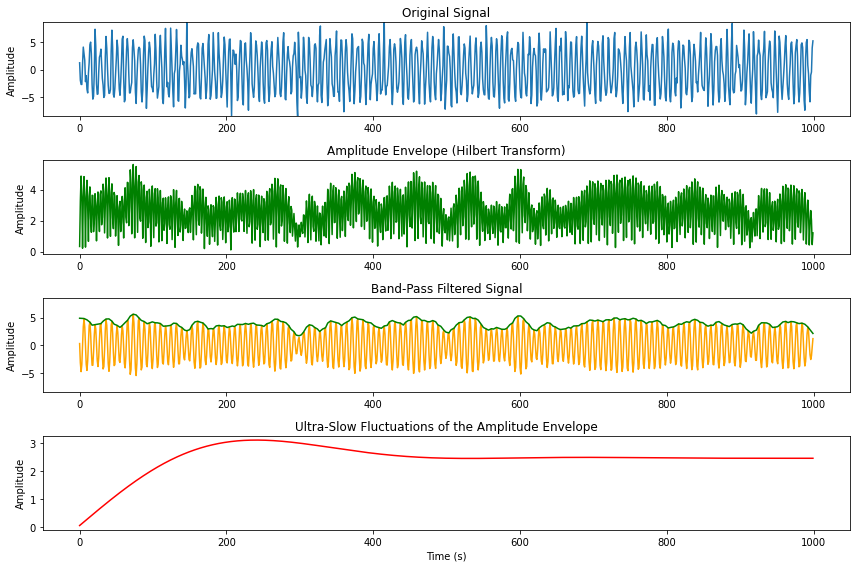 Original Signal
Amplitude
5
0
−5
0 200 400 600 800 1000
Amplitude Envelope (Hilbert Transform)
Amplitude
4
2
0
0 200 400 600 800 1000
Band-Pass Filtered Signal
Amplitude
5
0
−5
0 200 400 600 800 1000
Ultra-Slow Fluctuations of the Amplitude Envelope
Amplitude
3
2
1
0
0 200 400 600 800 1000
Time (s)